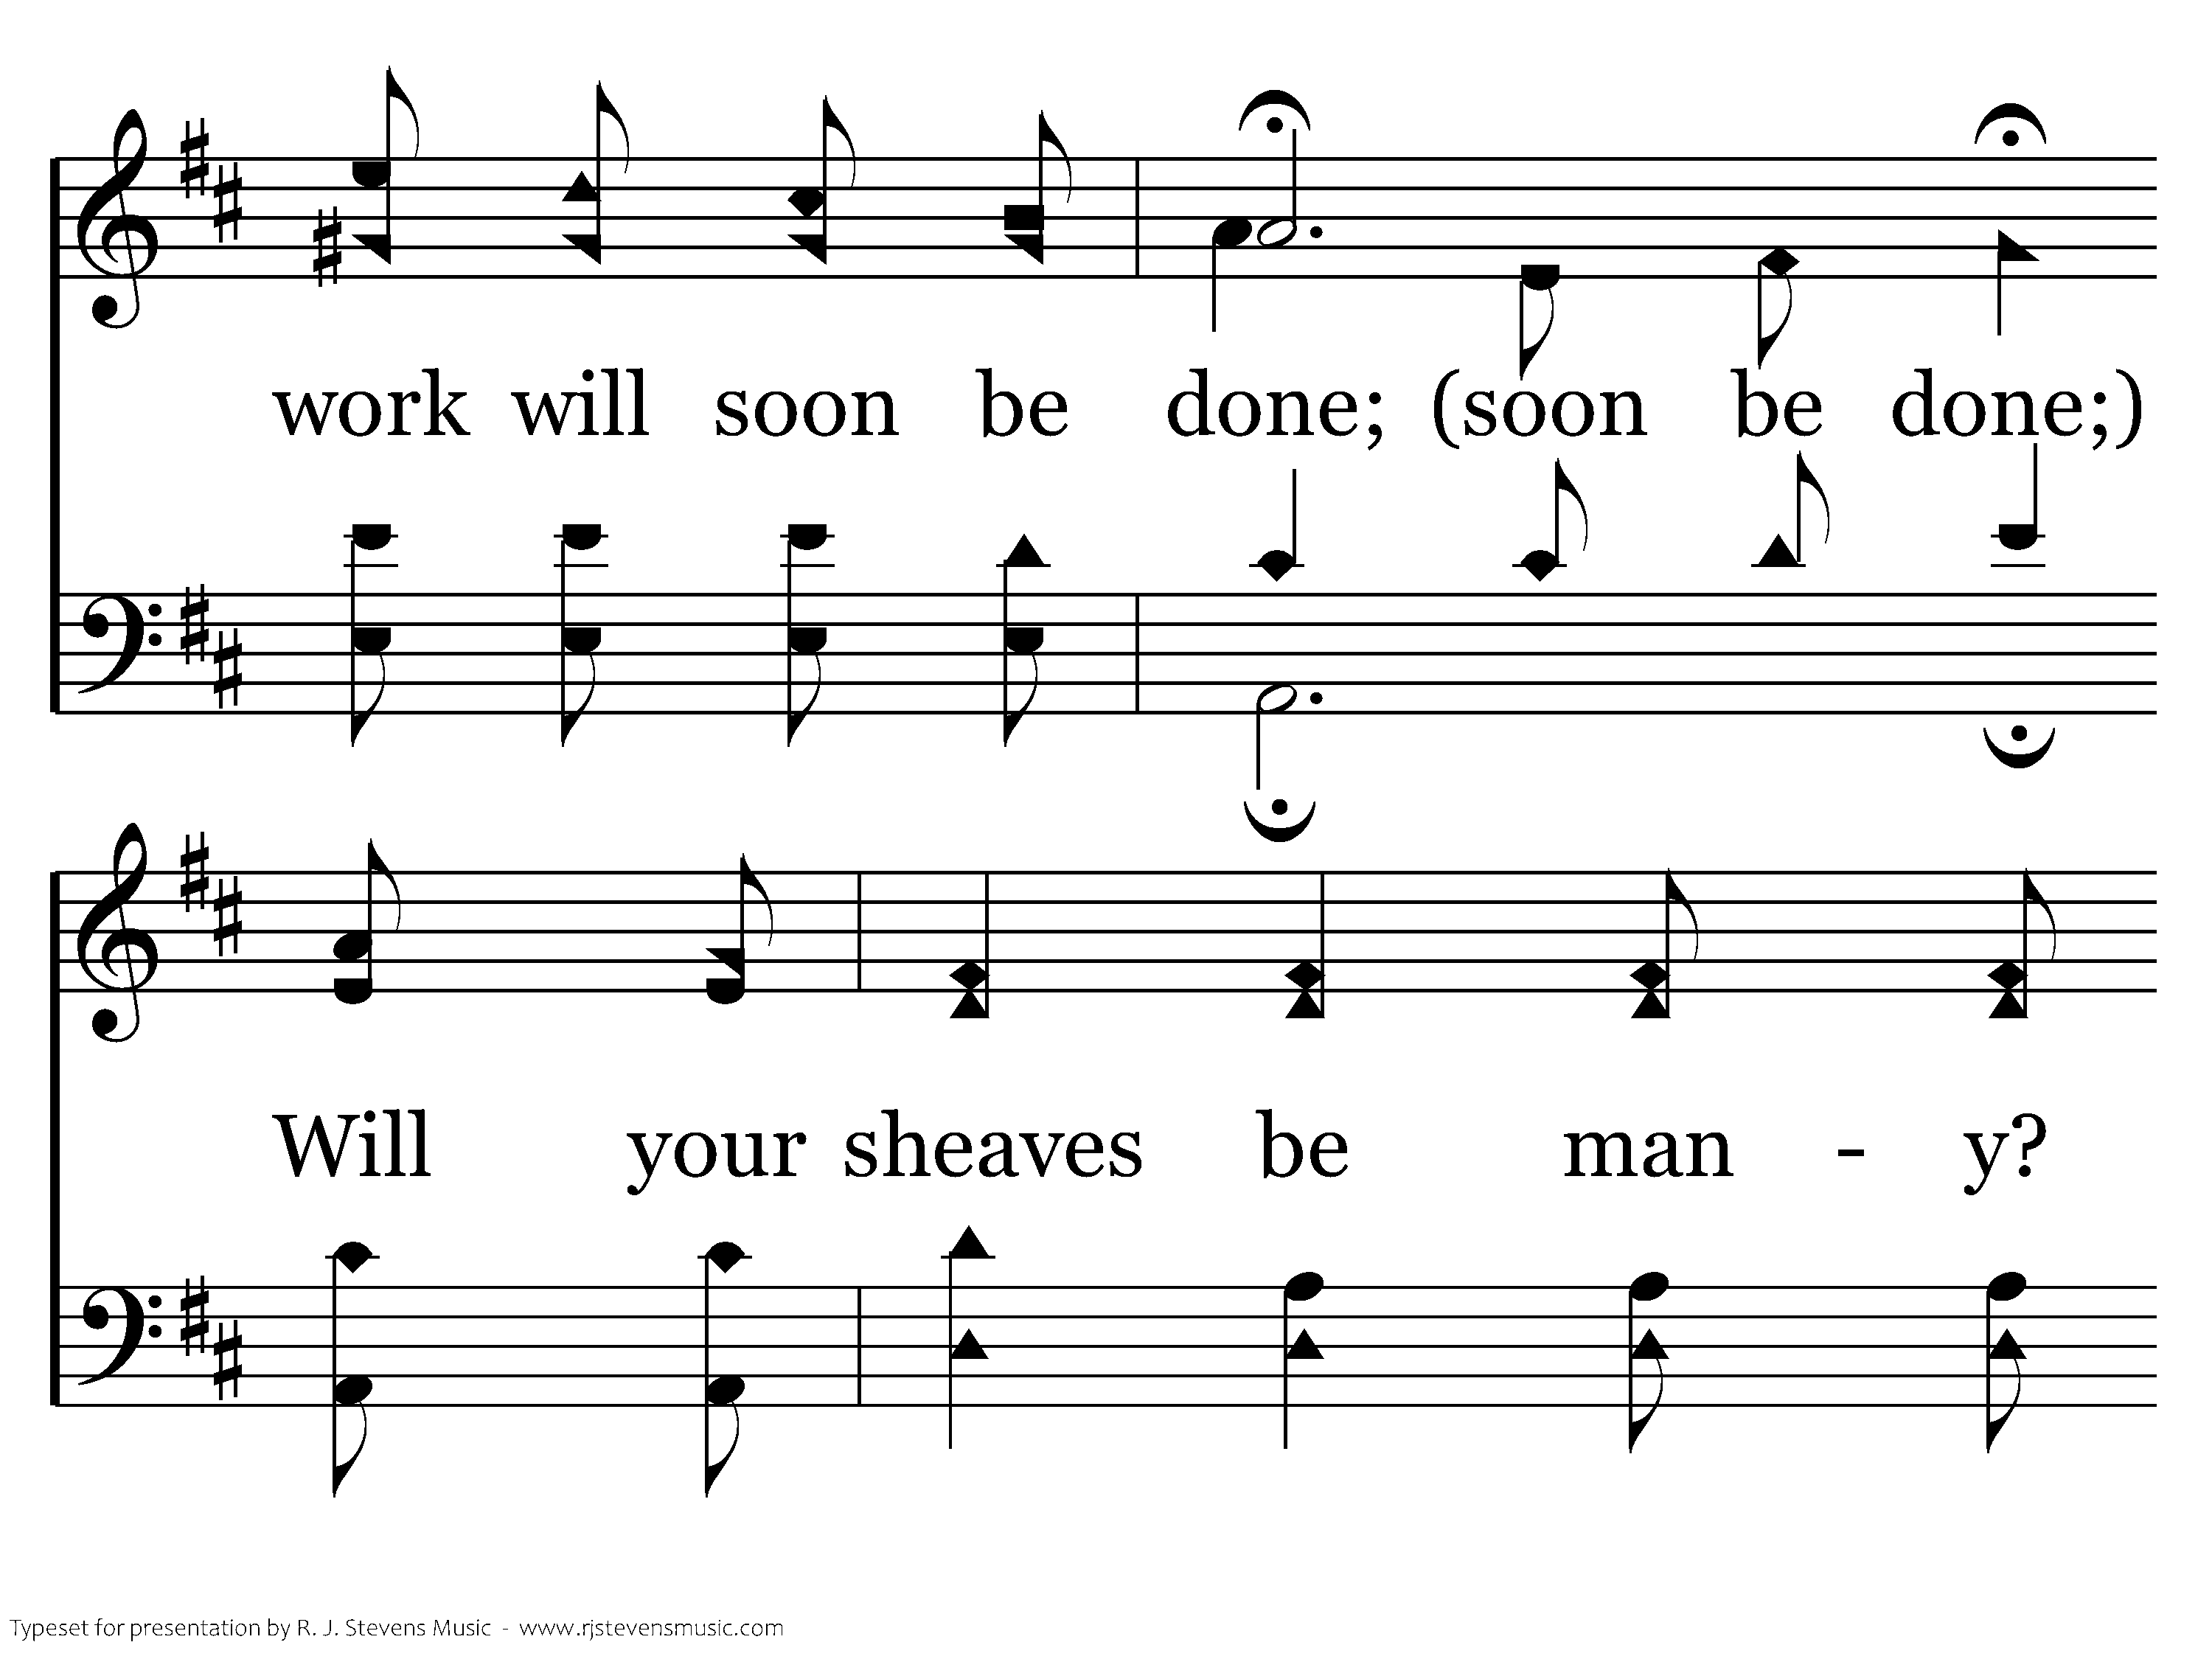 work will soon be done; (soon be done;)
Will your sheaves be man - y?
Typeset for presentation by R. J. Stevens Music - www.rjstevensmusic.com